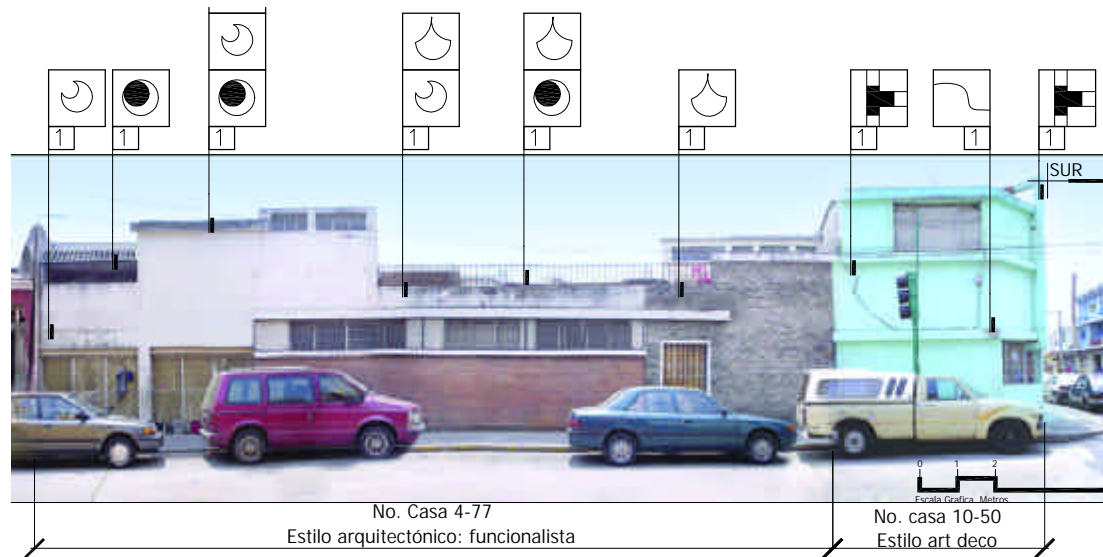 1 1 1 1 1 1 1 1 1
SUR
0 1 2
Escala Grafica Metros
No. Casa 4-77
Estilo arquitectónico: funcionalista
No. casa 10-50
Estilo art deco